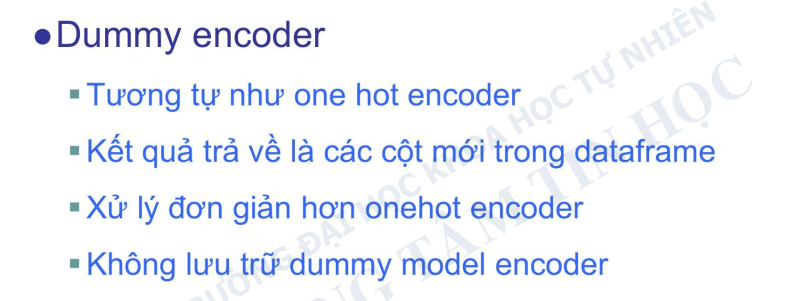 ●Dummy encoder
▪Tương tự như one hot encoder
▪Kết quả trả về là các cột mới trong dataframe
▪Xử lý đơn giản hơn onehot encoder
▪Không lưu trữ dummy model encoder
ƯỜNG ĐẠI HỌC KHOA HỌC TỰ NHIÊN
NG TÂM TIN HỌC